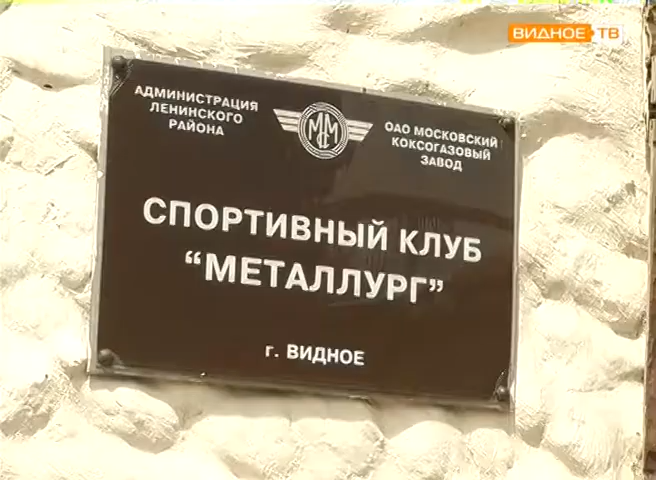 ВИДНОЕ ТВ
АДМИНИСТРАЦИЯ
ЛЕНИНСКОГО
РАЙОНА
ОАО МОСКОВСКИЙ
КОКСОГАЗОВЫЙ
ЗАВОД
СПОРТИВНЫЙ КЛУБ
“МЕТАЛЛУРГ”
г. ВИДНОЕ